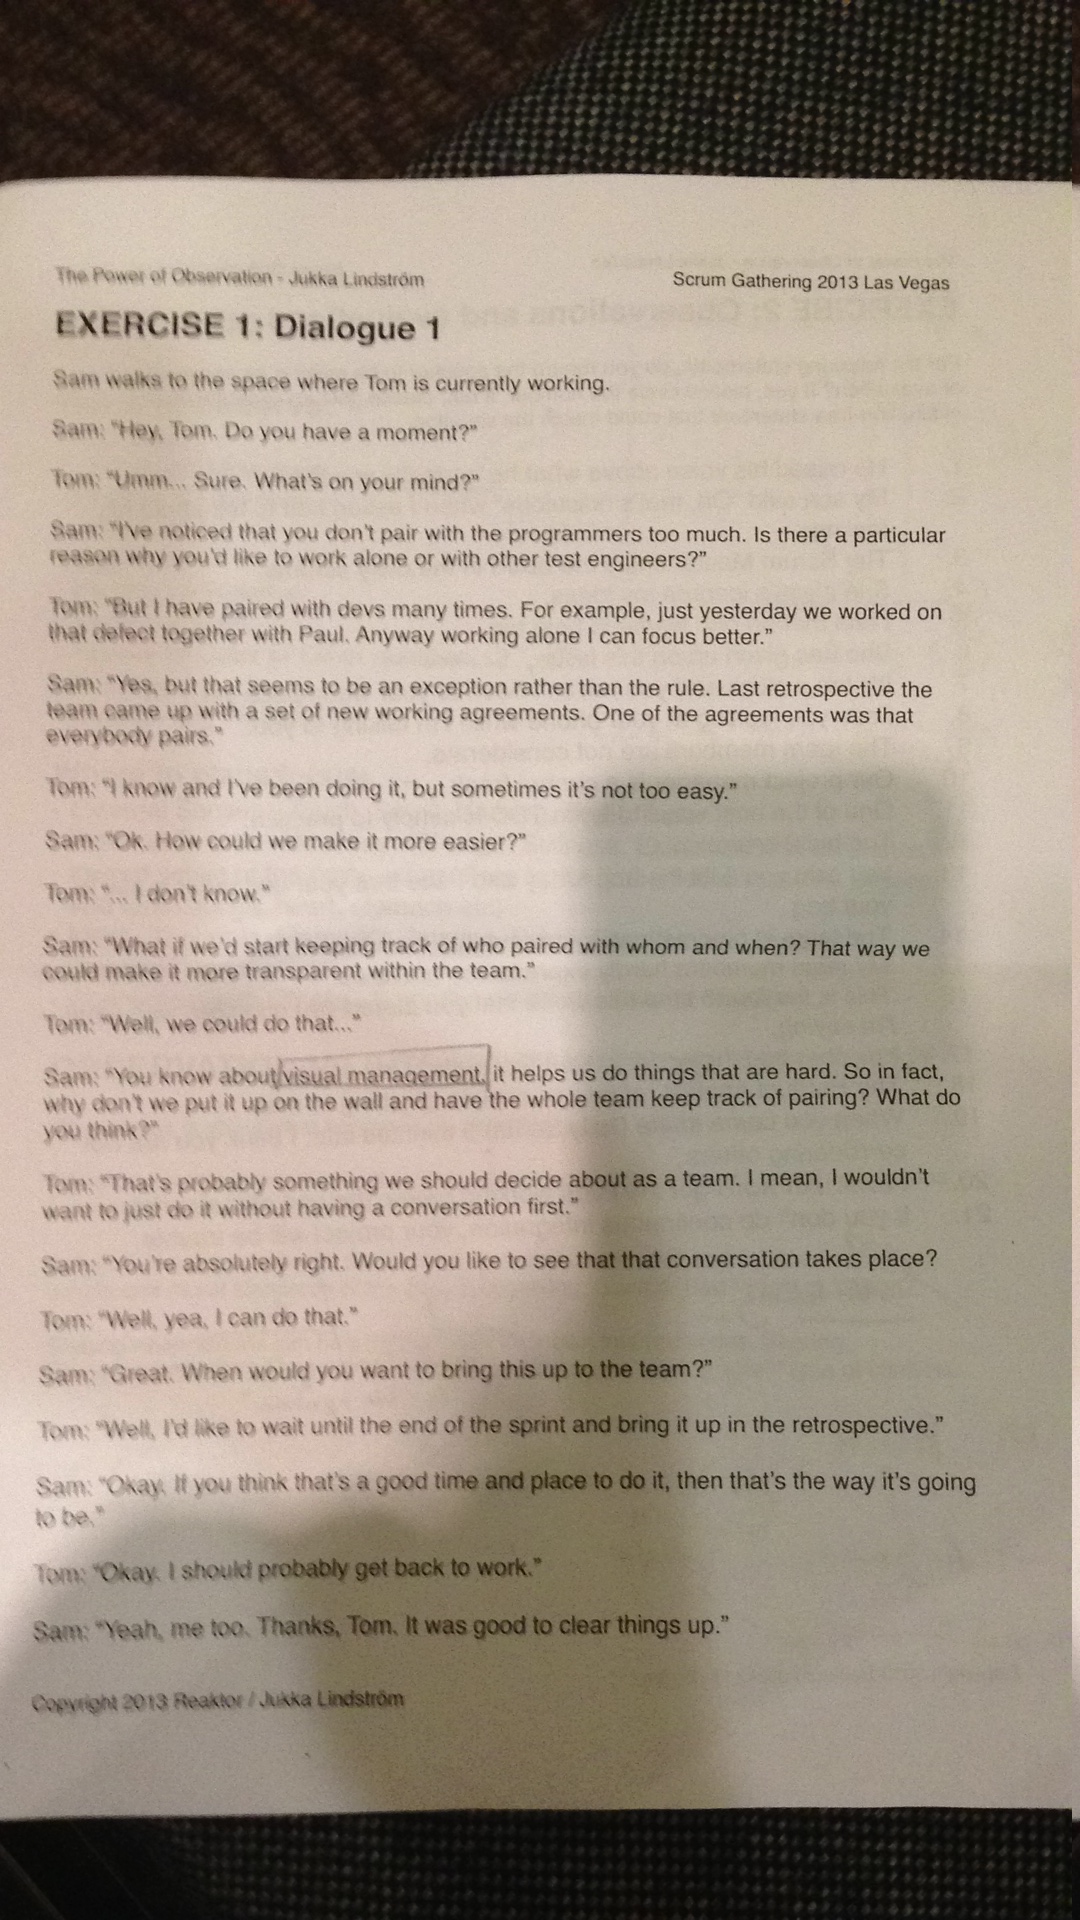 The Power of Observation - Jukka Lindström
Scrum Gathering 2013 Las Vegas
EXERCISE 1: Dialogue 1
Sam walks to the space where Tom is currently working.
Sam: “Hey, Tom. Do you have a moment?”
Tom: “Umm... Sure. What’s on your mind?”
Sam: “I’ve noticed that you don’t pair with the programmers too much. Is there a particular
reason why you’d like to work alone or with other test engineers?”
Tom: “But I have paired with devs many times. For example, just yesterday we worked on
that defect together with Paul. Anyway working alone I can focus better.”
Sam: “Yes, but that seems to be an exception rather than the rule. Last retrospective the
team came up with a set of new working agreements. One of the agreements was that
everybody pairs.”
Tom: “I know and I’ve been doing it, but sometimes it’s not too easy.”
Sam: “Ok. How could we make it more easier?”
Tom: “... I don’t know.”
Sam: “What if we’d start keeping track of who paired with whom and when? That way we
could make it more transparent within the team.”
Tom: “Well, we could do that...”
Sam: “You know about visual management, it helps us do things that are hard. So in fact,
why don’t we put it up on the wall and have the whole team keep track of pairing? What do
you think?”
Tom: “That’s probably something we should decide about as a team. I mean, I wouldn’t
want to just do it without having a conversation first.”
Sam: “You’re absolutely right. Would you like to see that that conversation takes place?
Tom: “Well, yea, I can do that.”
Sam: “Great. When would you want to bring this up to the team?”
Tom: “Well, I’d like to wait until the end of the sprint and bring it up in the retrospective.”
Sam: “Okay. If you think that’s a good time and place to do it, then that’s the way it’s going
to be.”
Tom: “Okay. I should probably get back to work.”
Sam: “Yeah, me too. Thanks, Tom. It was good to clear things up.”
Copyright 2013 Reaktor / Jukka Lindström